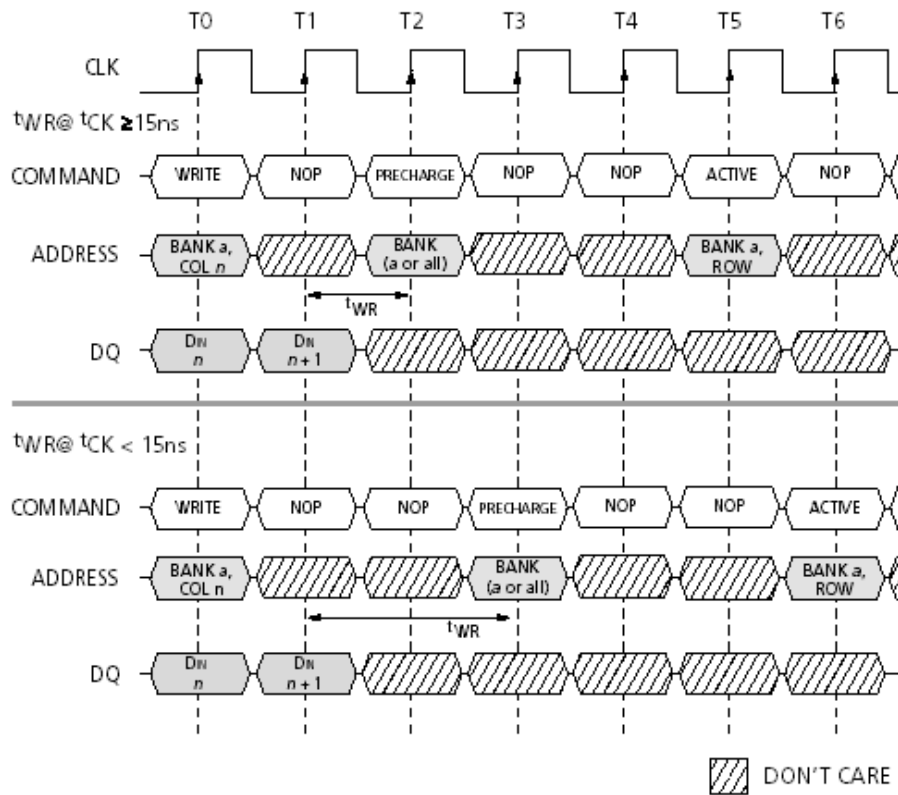 T0 T1 T2 T3 T4 T5 T6
CLK
tWR@ tCK ≥15ns
COMMAND WRITE NOP PRECHARGE NOP NOP ACTIVE NOP
ADDRESS BANK a, BANK BANK a,
COL n (a or all) ROW
tWR
DQ DIN DIN
n n + 1
tWR@ tCK < 15ns
COMMAND WRITE NOP NOP PRECHARGE NOP NOP ACTIVE
ADDRESS BANK a, BANK BANK a,
COL n (a or all) ROW
tWR
DQ DIN DIN
n n + 1
DON'T CARE